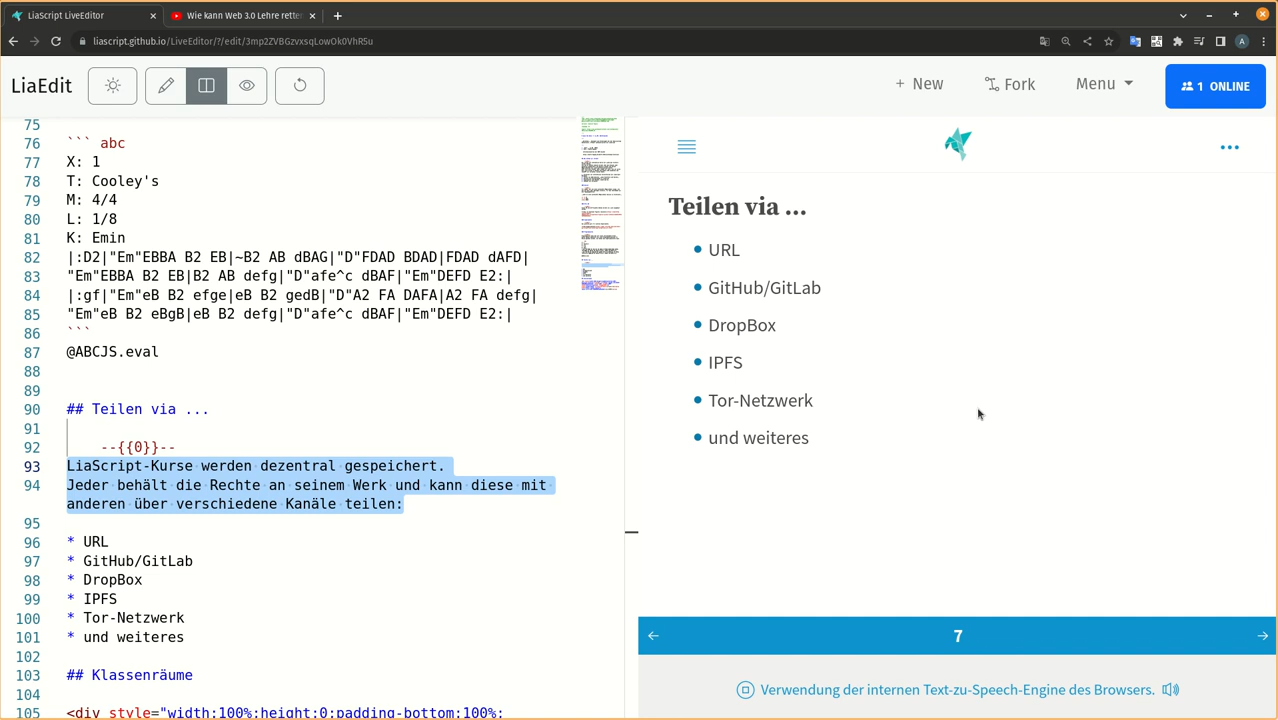 LiaScript LiveEditor
Wie kann Web 3.0 Lehre retten
liascript.github.io/LiveEditor/?/edit/3mp2ZVBGzvxsqLowOk0VhR5u
A
LiaEdit
New
Fork
Menu
1 ONLINE
75
76 ``` abc
77 X: 1
78 T: Cooley's
79 M: 4/4
80 L: 1/8
81 K: Emin
82 |:D2|"Em"EBBA B2 EB|~B2 AB dBAG|"D"FDAD BDAD|FDAD dAFD|
83 "Em"EBBA B2 EB|B2 AB defg|"D"afe^c dBAF|"Em"DEFD E2:|
84 |:gf|"Em"eB B2 efge|eB B2 gedB|"D"A2 FA DAFA|A2 FA defg|
85 "Em"eB B2 eBgB|eB B2 defg|"D"afe^c dBAF|"Em"DEFD E2:|
86 ```
87 @ABCJS.eval
88
89
90 ## Teilen via ...
91
92 --{{0}}--
93 LiaScript-Kurse werden dezentral gespeichert.
94 Jeder behält die Rechte an seinem Werk und kann diese mit
anderen über verschiedene Kanäle teilen:
95
96 * URL
97 * GitHub/GitLab
98 * DropBox
99 * IPFS
100 * Tor-Netzwerk
101 * und weiteres
102
103 ## Klassenräume
104
105 <div style="width:100%;height:0;padding-bottom:100%;
Teilen via ...
URL
GitHub/GitLab
DropBox
IPFS
Tor-Netzwerk
und weiteres
7
Verwendung der internen Text-zu-Speech-Engine des Browsers.